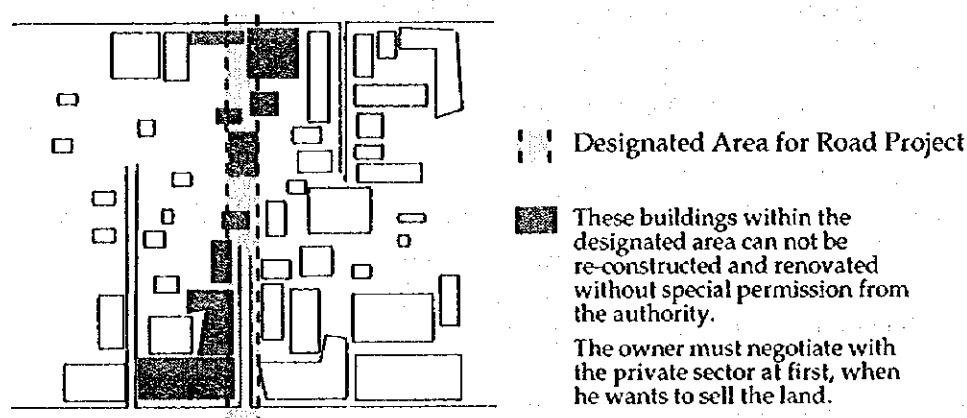 Designated Area for Road Project
These buildings within the
designated area can not be
re-constructed and renovated
without special permission from
the authority.
The owner must negotiate with
the private sector at first, when
he wants to sell the land.